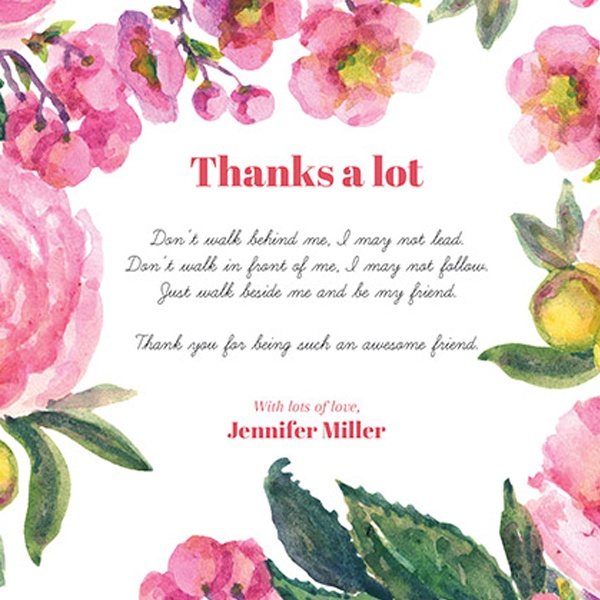 Thanks a lot
Don't walk behind me, I may not lead.
Don't walk in front of me, I may not follow.
Just walk beside me and be my friend.
Thank you for being such an awesome friend.
With lots of love,
Jennifer Miller